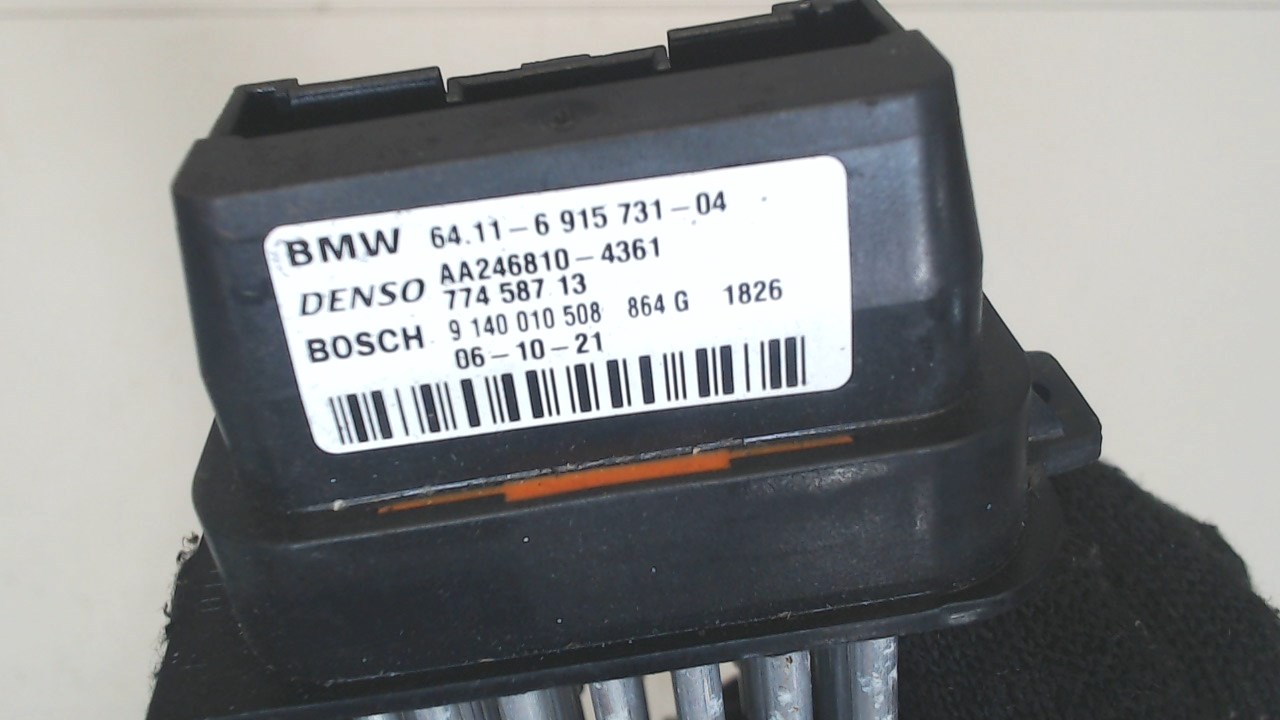 BMW 64.11-6 915 731-04
DENSO AA246810-4361
774 587 13
BOSCH 9 140 010 508 864 G 1826
06-10-21